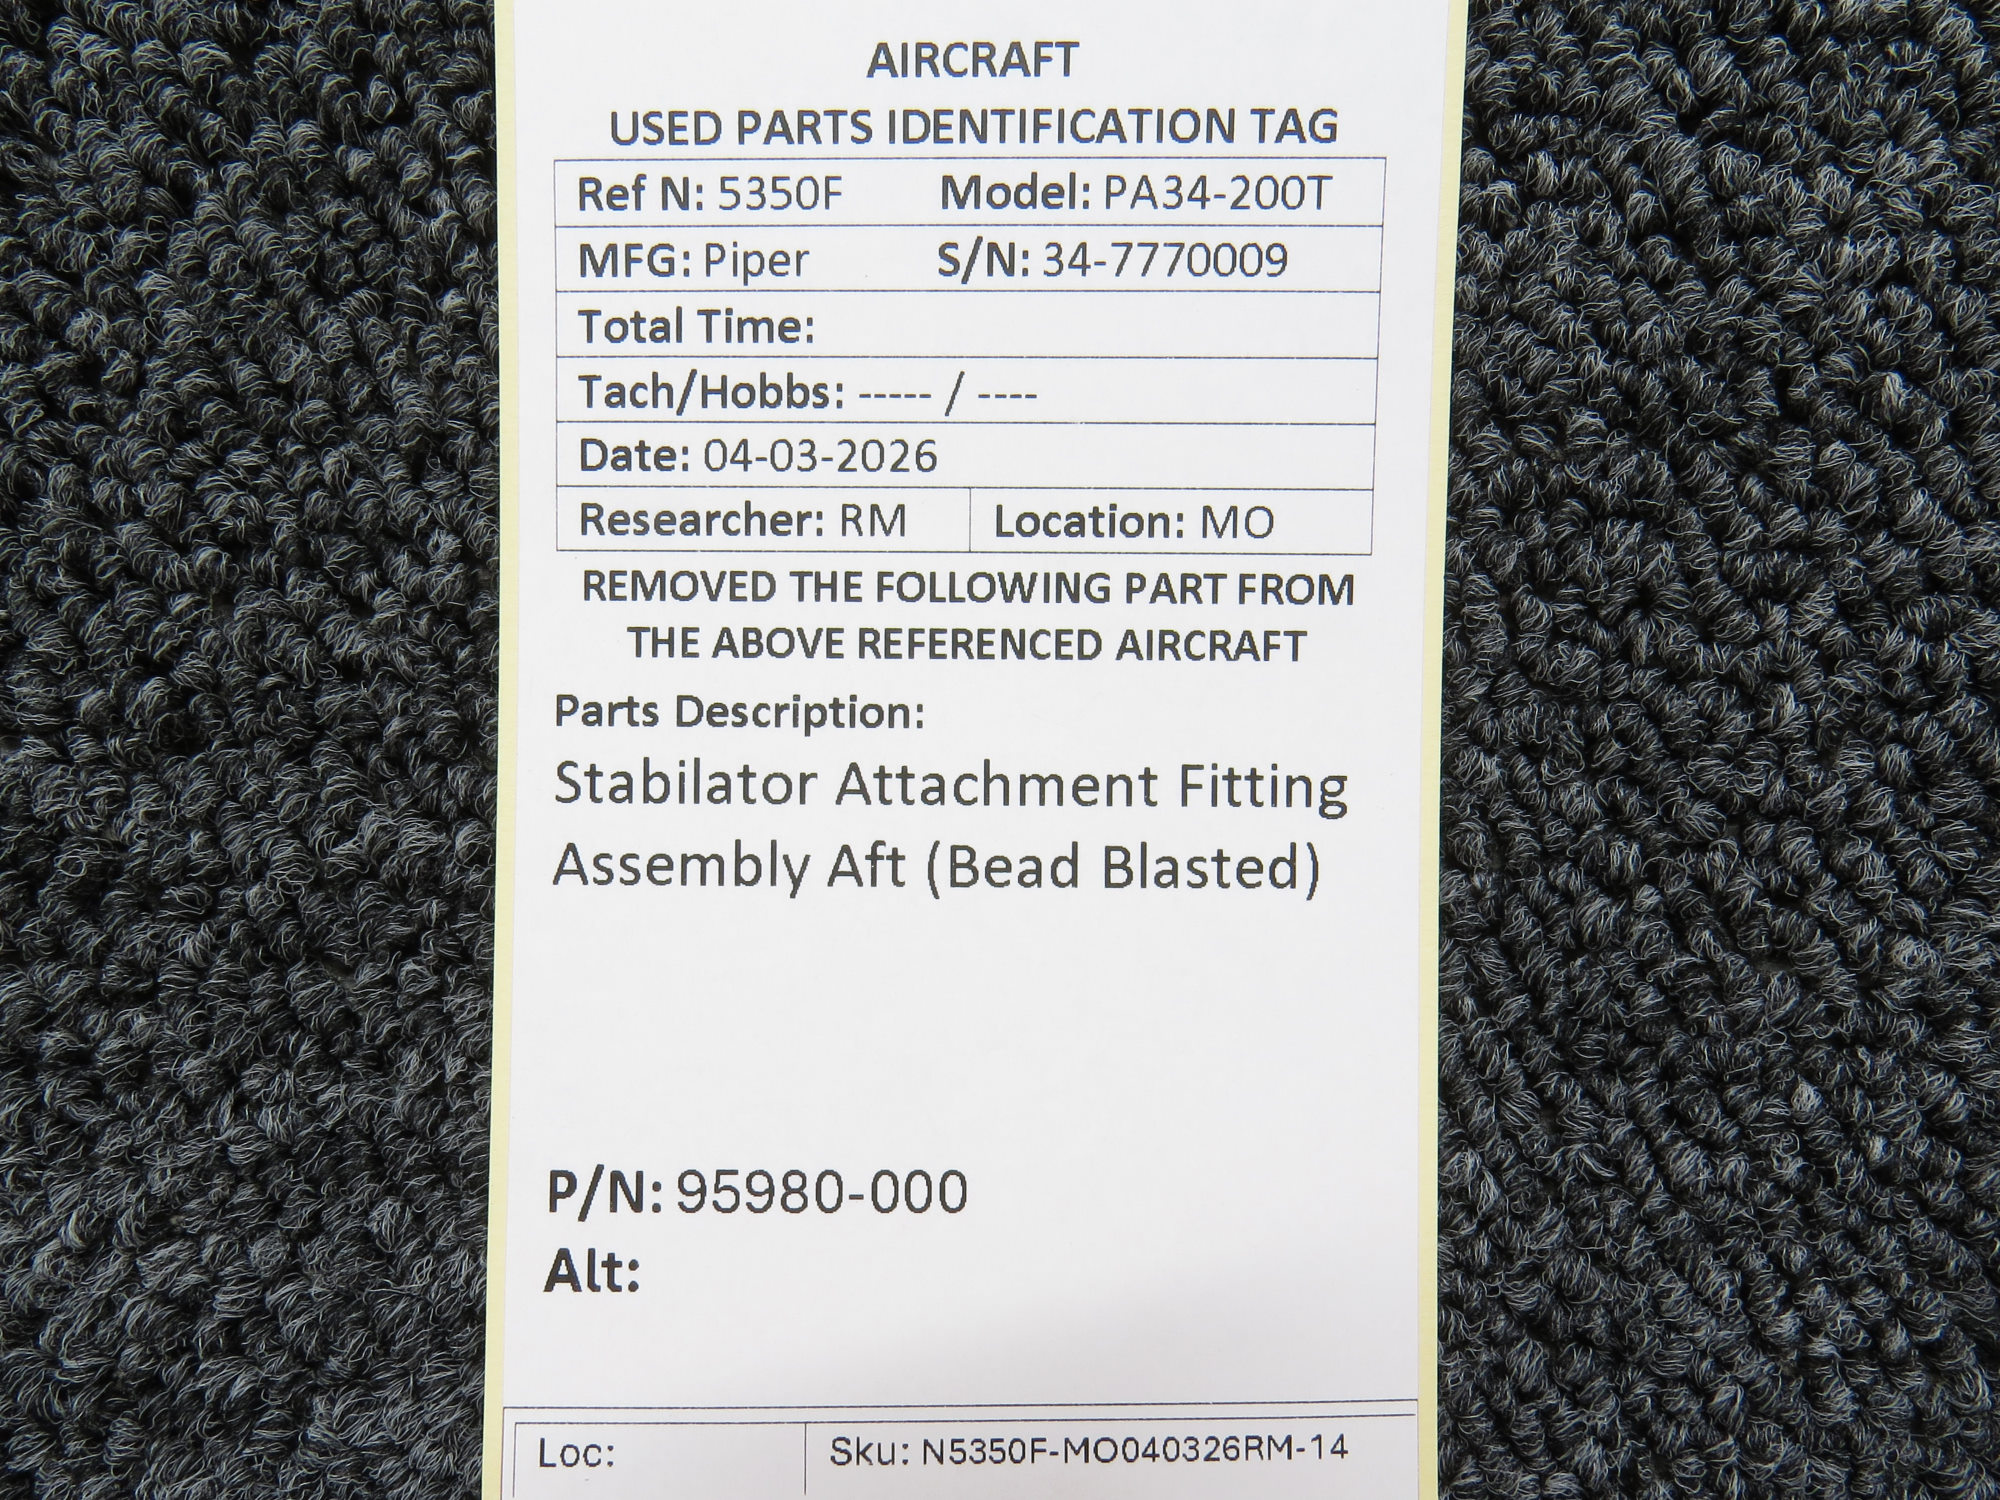 AIRCRAFT
USED PARTS IDENTIFICATION TAG
Ref N: 5350F Model: PA34-200T
MFG: Piper S/N: 34-7770009
Total Time:
Tach/Hobbs: ----- / ----
Date: 04-03-2026
Researcher: RM Location: MO
REMOVED THE FOLLOWING PART FROM
THE ABOVE REFERENCED AIRCRAFT
Parts Description:
Stabilator Attachment Fitting
Assembly Aft (Bead Blasted)
P/N: 95980-000
Alt:
Loc: Sku: N5350F-MO040326RM-14